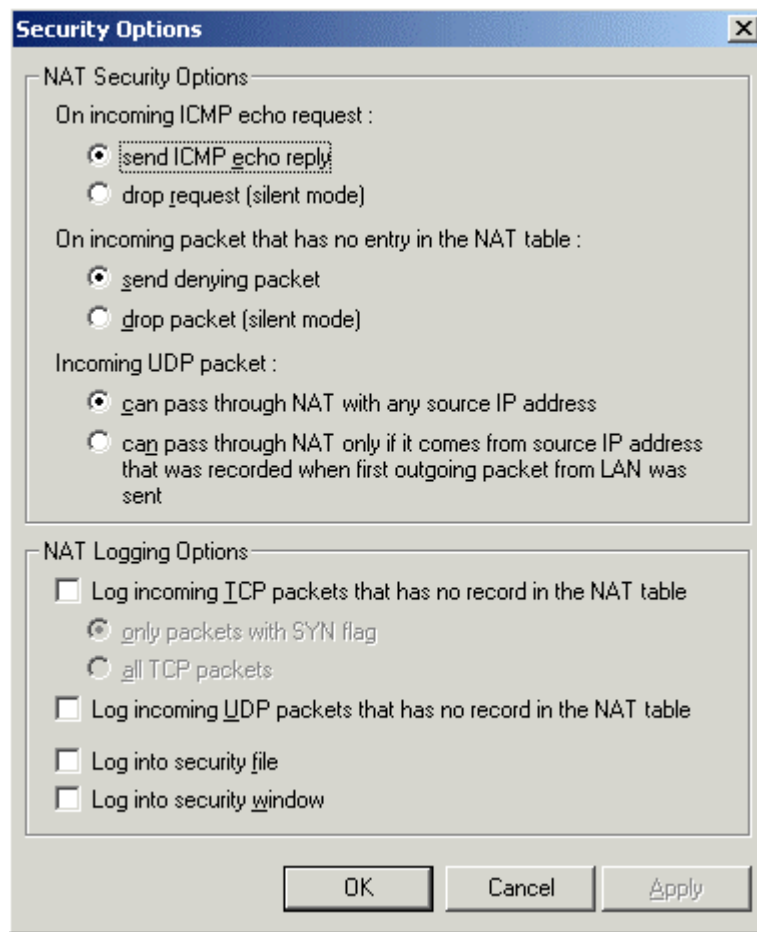 Security Options
NAT Security Options
On incoming ICMP echo request :
send ICMP echo reply
drop request (silent mode)
On incoming packet that has no entry in the NAT table :
send denying packet
drop packet (silent mode)
Incoming UDP packet :
can pass through NAT with any source IP address
can pass through NAT only if it comes from source IP address
that was recorded when first outgoing packet from LAN was
sent
NAT Logging Options
Log incoming TCP packets that has no record in the NAT table
only packets with SYN flag
all TCP packets
Log incoming UDP packets that has no record in the NAT table
Log into security file
Log into security window
OK Cancel Apply